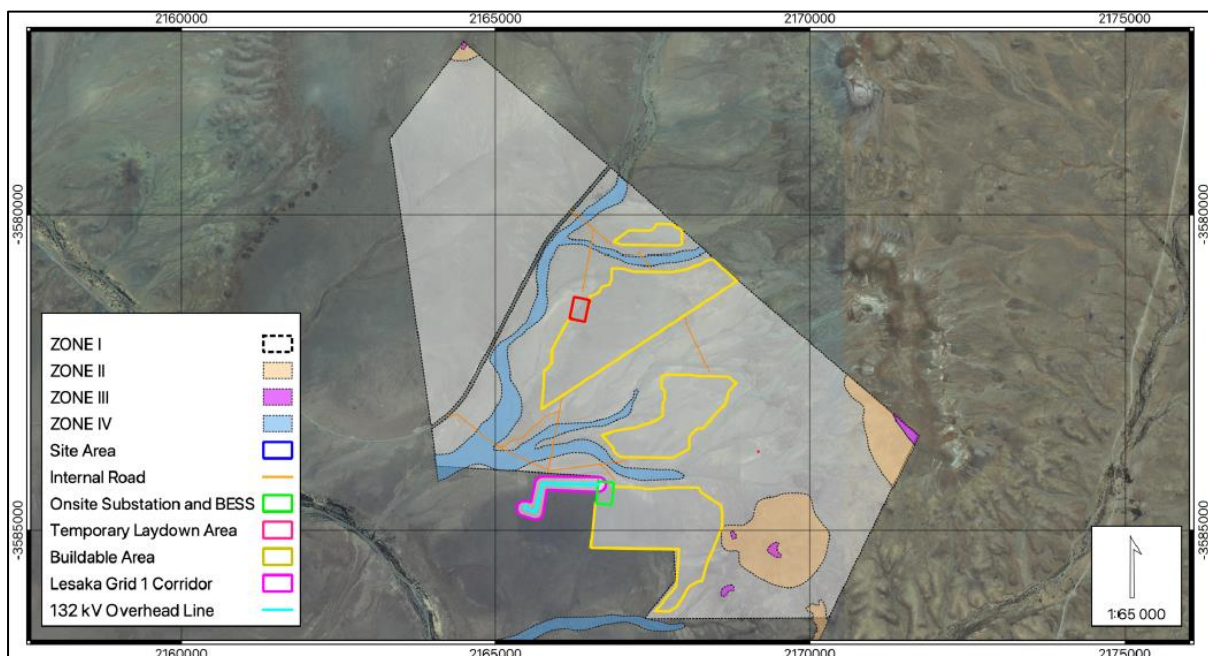 2160000 2165000 2170000 2175000
-3580000 -3580000
-3585000 -3585000
ZONE I
ZONE II
ZONE III
ZONE IV
Site Area
Internal Road
Onsite Substation and BESS
Temporary Laydown Area
Buildable Area
Lesaka Grid 1 Corridor
132 kV Overhead Line
1:65 000
2160000 2165000 2170000 2175000